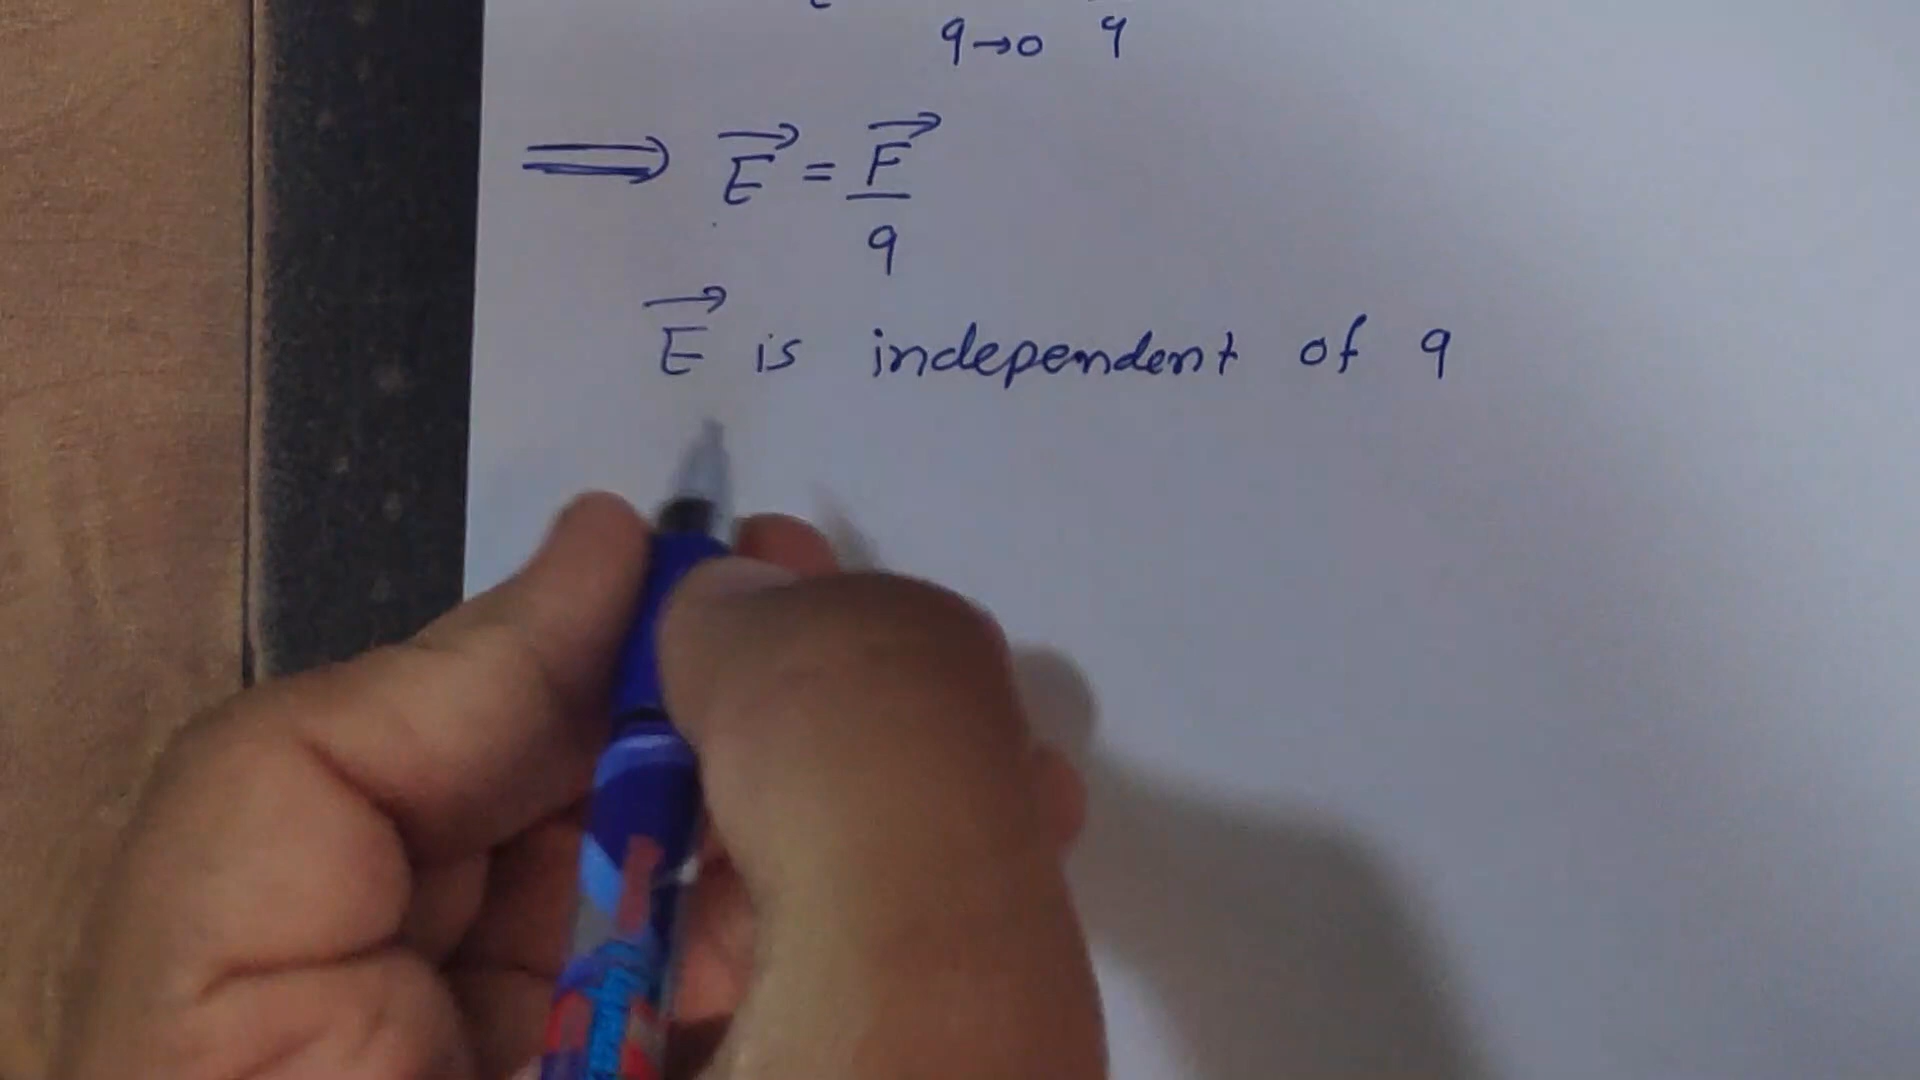 q→0 q
⟹ E⃗ = F⃗/q
E⃗ is independent of q